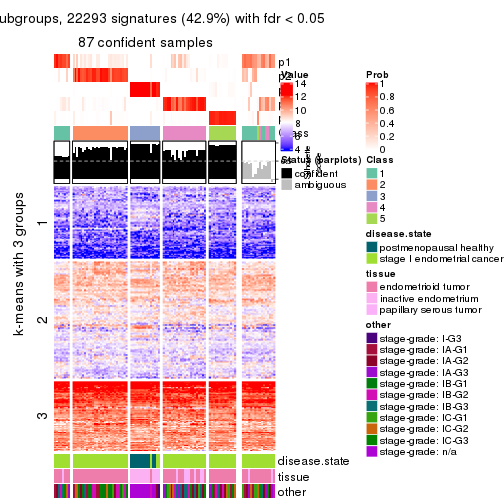 ubgroups, 22293 signatures (42.9%) with fdr < 0.05
87 confident samples
p1
Value
14
12
10
8
6
4
Prob
1
0.8
0.6
0.4
0.2
0
Status (barplots)
confident
ambiguous
Class
1
2
3
4
5
disease.state
postmenopausal healthy
stage I endometrial cancer
tissue
endometrioid tumor
inactive endometrium
papillary serous tumor
other
stage-grade: I-G3
stage-grade: IA-G1
stage-grade: IA-G2
stage-grade: IA-G3
stage-grade: IB-G1
stage-grade: IB-G2
stage-grade: IB-G3
stage-grade: IC-G1
stage-grade: IC-G2
stage-grade: IC-G3
stage-grade: n/a
k-means with 3 groups
1
2
3
disease.state
tissue
other